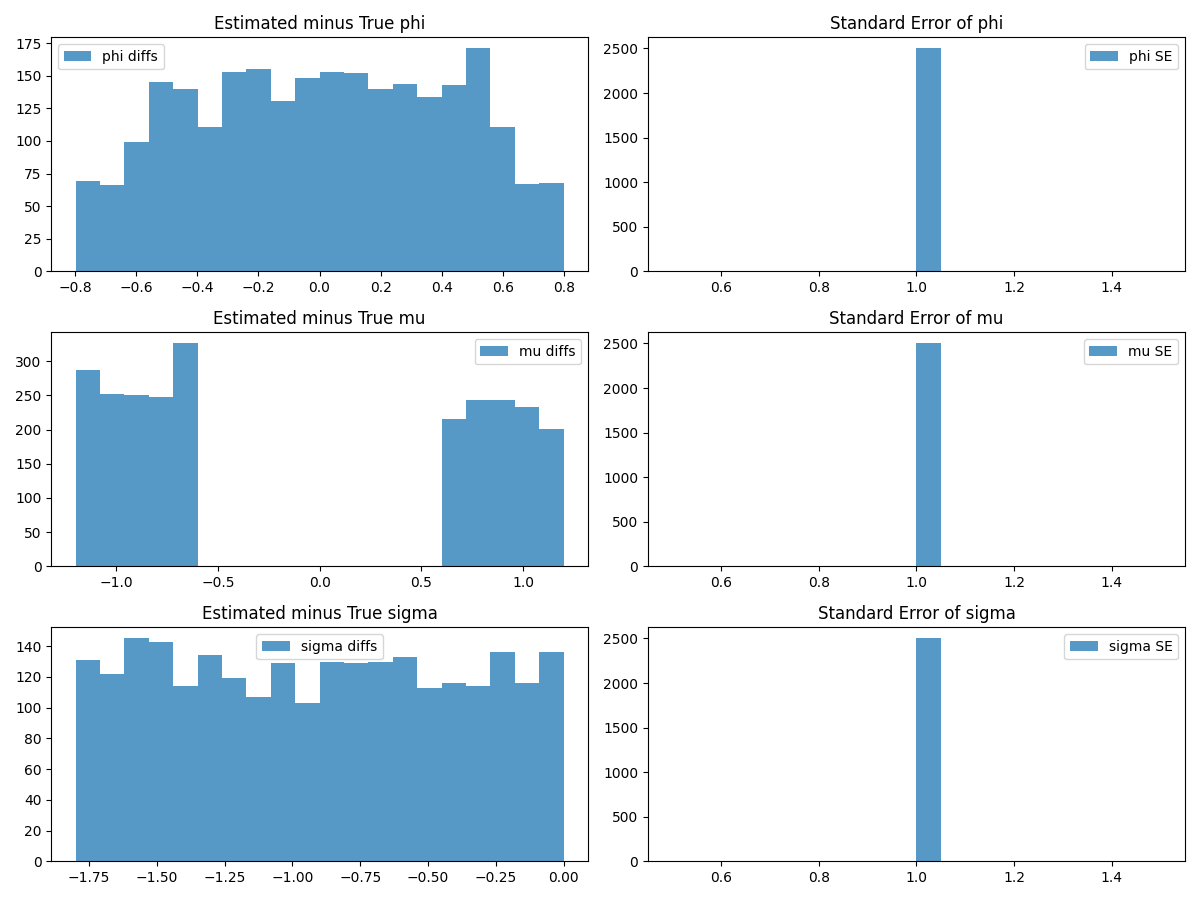 Estimated minus True phi
phi diffs
175
150
125
100
75
50
25
0
−0.8 −0.6 −0.4 −0.2 0.0 0.2 0.4 0.6 0.8
Standard Error of phi
phi SE
2500
2000
1500
1000
500
0
0.6 0.8 1.0 1.2 1.4
Estimated minus True mu
mu diffs
300
250
200
150
100
50
0
−1.0 −0.5 0.0 0.5 1.0
Standard Error of mu
mu SE
2500
2000
1500
1000
500
0
0.6 0.8 1.0 1.2 1.4
Estimated minus True sigma
sigma diffs
140
120
100
80
60
40
20
0
−1.75 −1.50 −1.25 −1.00 −0.75 −0.50 −0.25 0.00
Standard Error of sigma
sigma SE
2500
2000
1500
1000
500
0
0.6 0.8 1.0 1.2 1.4